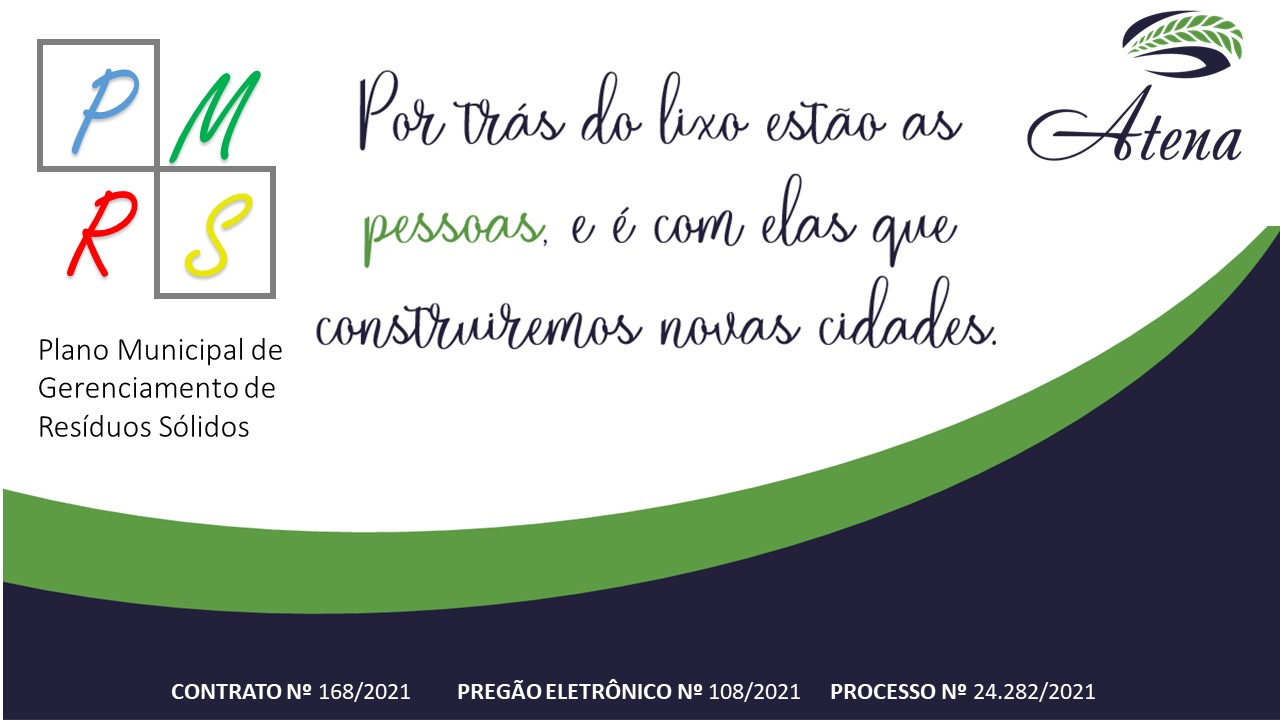 P M
R S
Plano Municipal de
Gerenciamento de
Resíduos Sólidos
Por trás do lixo estão as
pessoas, e é com elas que
construiremos novas cidades.
Atena
CONTRATO Nº 168/2021 PREGÃO ELETRÔNICO Nº 108/2021 PROCESSO Nº 24.282/2021